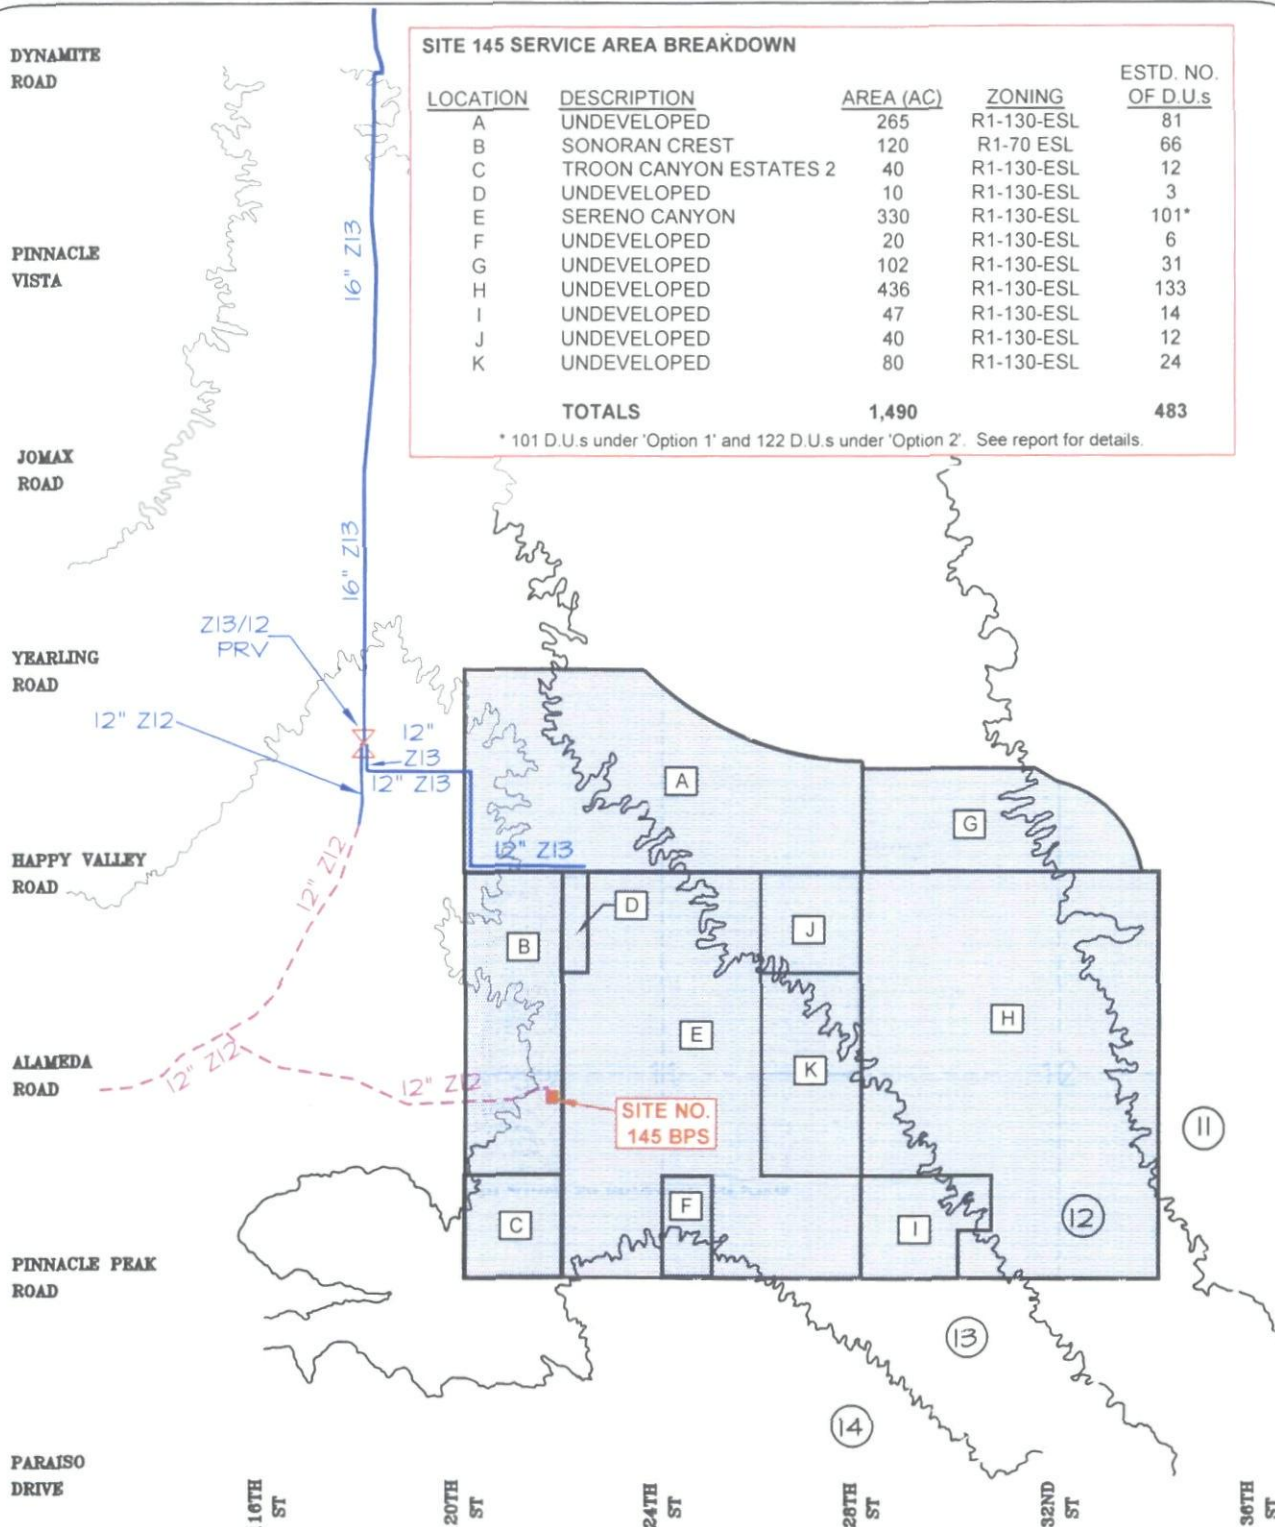 SITE 145 SERVICE AREA BREAKDOWN
LOCATION DESCRIPTION AREA (AC) ZONING ESTD. NO. OF D.U.s
A UNDEVELOPED 265 R1-130-ESL 81
B SONORAN CREST 120 R1-70 ESL 66
C TROON CANYON ESTATES 2 40 R1-130-ESL 12
D UNDEVELOPED 10 R1-130-ESL 3
E SERENO CANYON 330 R1-130-ESL 101*
F UNDEVELOPED 20 R1-130-ESL 6
G UNDEVELOPED 102 R1-130-ESL 31
H UNDEVELOPED 436 R1-130-ESL 133
I UNDEVELOPED 47 R1-130-ESL 14
J UNDEVELOPED 40 R1-130-ESL 12
K UNDEVELOPED 80 R1-130-ESL 24
TOTALS 1,490 483
* 101 D.U.s under 'Option 1' and 122 D.U.s under 'Option 2'. See report for details.
DYNAMITE
ROAD
PINNACLE
VISTA
JOMAX
ROAD
YEARLING
ROAD
HAPPY VALLEY
ROAD
ALAMEDA
ROAD
PINNACLE PEAK
ROAD
PARAISO
DRIVE
16" Z13
16" Z13
Z13/12
PRV
12" Z12
12"
Z13
12" Z13
12" Z13
12" Z12
12" Z12
12" Z12
A
G
B
D
J
E
H
K
SITE NO.
145 BPS
C
F
I
11
12
13
14
116TH
ST
120TH
ST
124TH
ST
128TH
ST
132ND
ST
136TH
ST